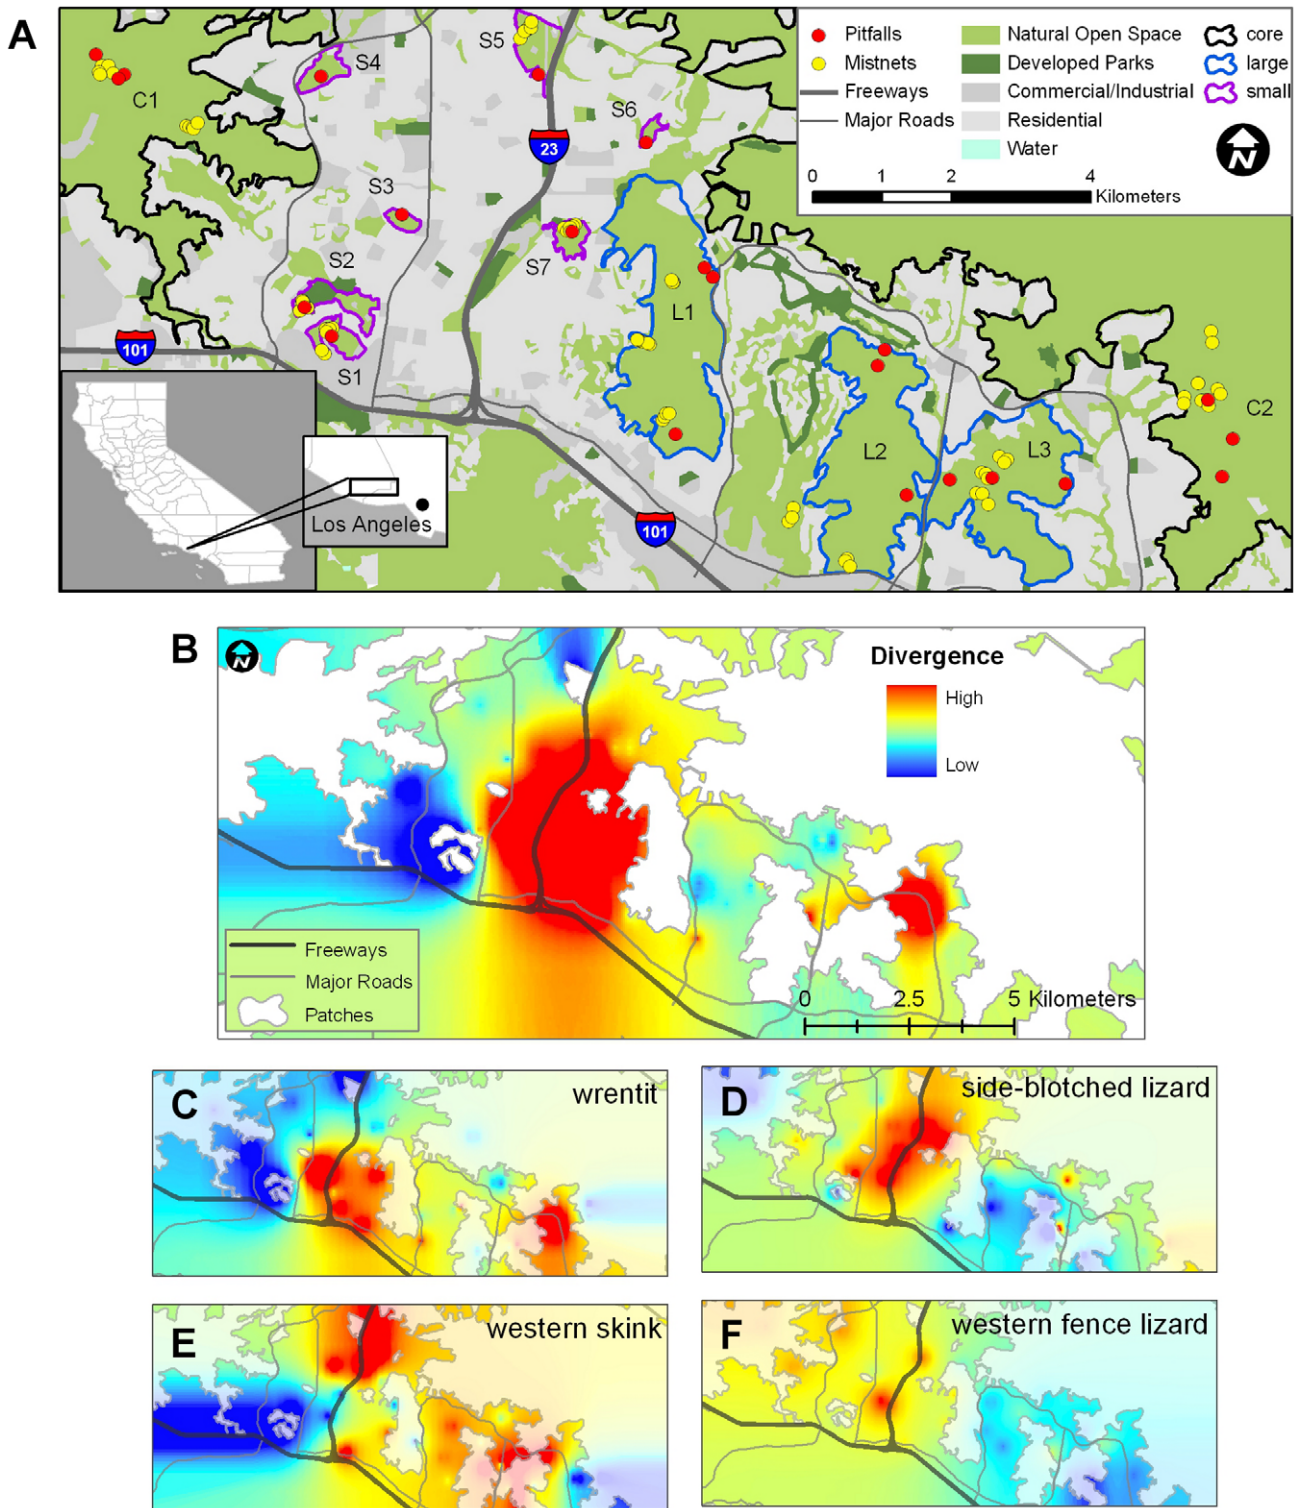 A
Pitfalls
Mistnets
Freeways
Major Roads
Natural Open Space
Developed Parks
Commercial/Industrial
Residential
Water
core
large
small
N
0 1 2 4
Kilometers
C1
S4
S5
S6
S3
S2
S7
S1
L1
L2
L3
C2
23
101
101
Los Angeles
B
N
Divergence
High
Low
Freeways
Major Roads
Patches
0 2.5 5 Kilometers
C
wrentit
D
side-blotched lizard
E
western skink
F
western fence lizard